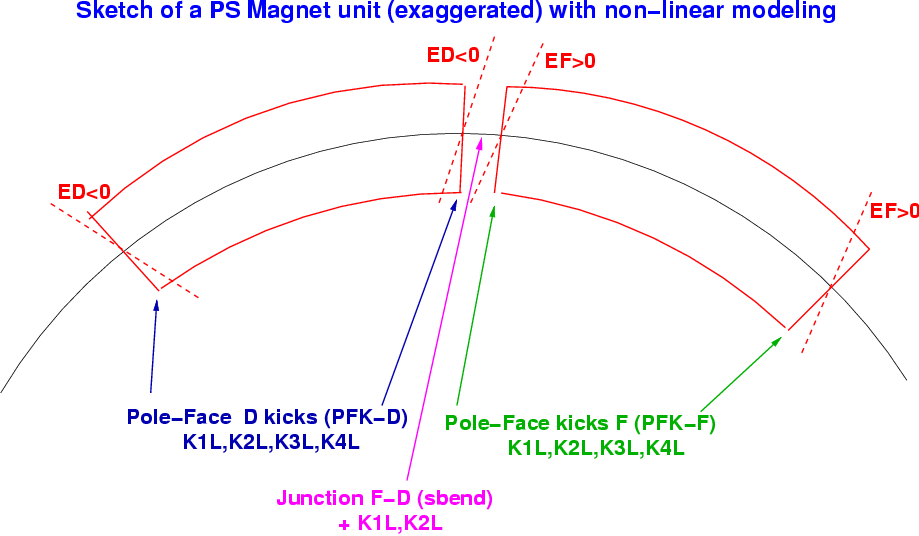 Sketch of a PS Magnet unit (exaggerated) with non−linear modeling
ED<0
EF>0
ED<0
EF>0
Pole−Face D kicks (PFK−D)
K1L,K2L,K3L,K4L
Pole−Face kicks F (PFK−F)
K1L,K2L,K3L,K4L
Junction F−D (sbend)
+ K1L,K2L